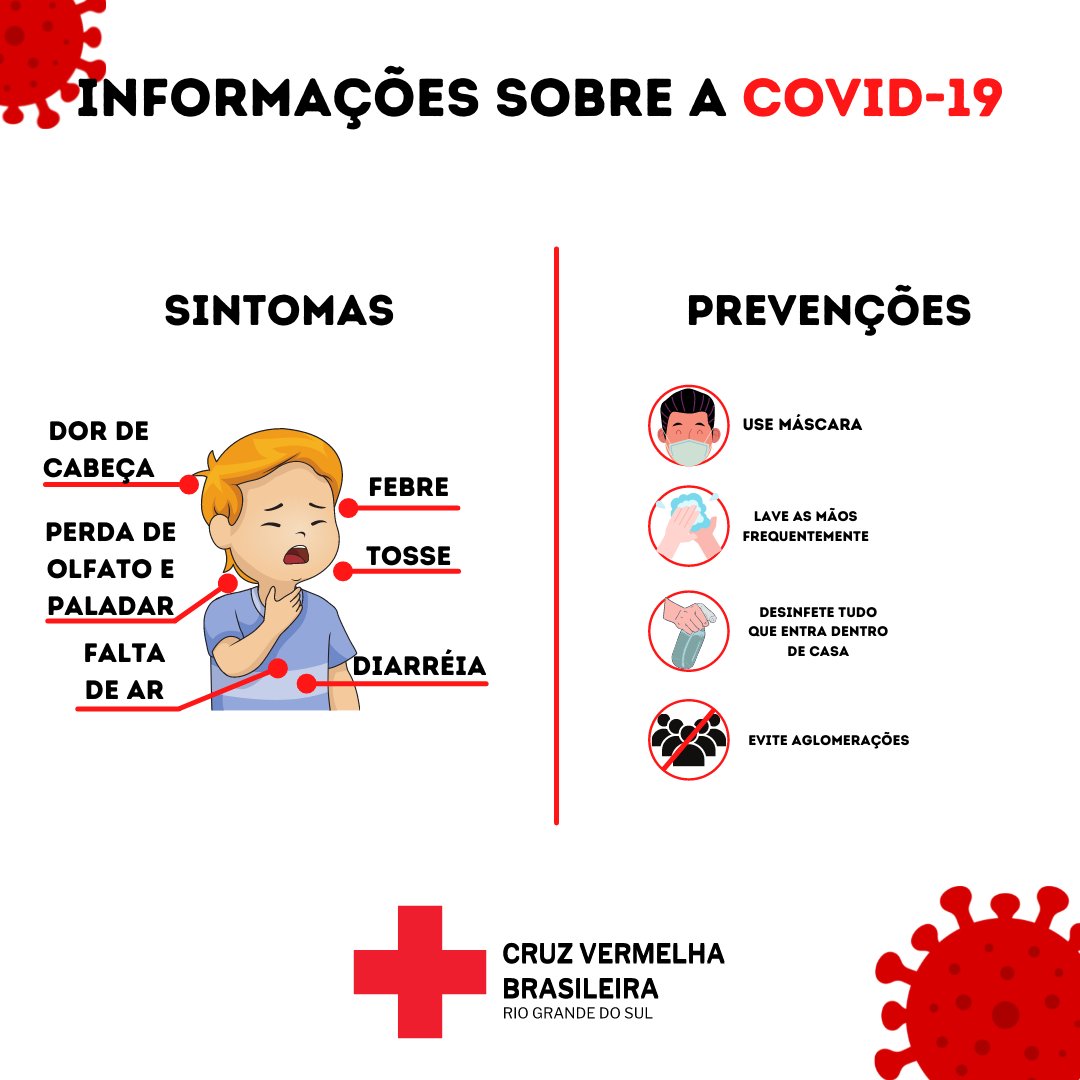 INFORMAÇÕES SOBRE A COVID-19
SINTOMAS
DOR DE
CABEÇA
PERDA DE
OLFATO E
PALADAR
FALTA
DE AR
FEBRE
TOSSE
DIARRÉIA
PREVENÇÕES
USE MÁSCARA
LAVE AS MÃOS
FREQUENTEMENTE
DESINFETE TUDO
QUE ENTRA DENTRO
DE CASA
EVITE AGLOMERAÇÕES
CRUZ VERMELHA
BRASILEIRA
RIO GRANDE DO SUL